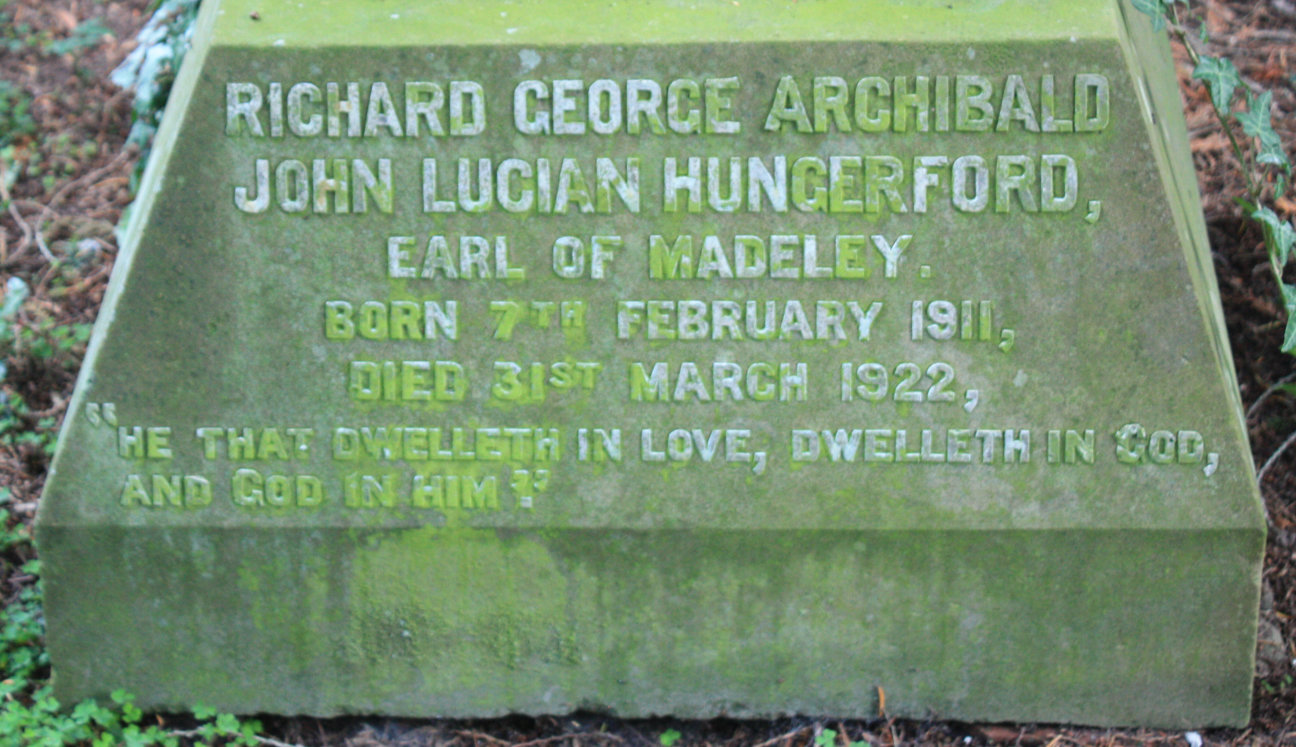 RICHARD GEORGE ARCHIBALD
JOHN LUCIAN HUNGERFORD,
EARL OF MADELEY.
BORN 7TH FEBRUARY 1911,
DIED 31ST MARCH 1922,
"HE THAT DWELLETH IN LOVE, DWELLETH IN GOD,
AND GOD IN HIM."